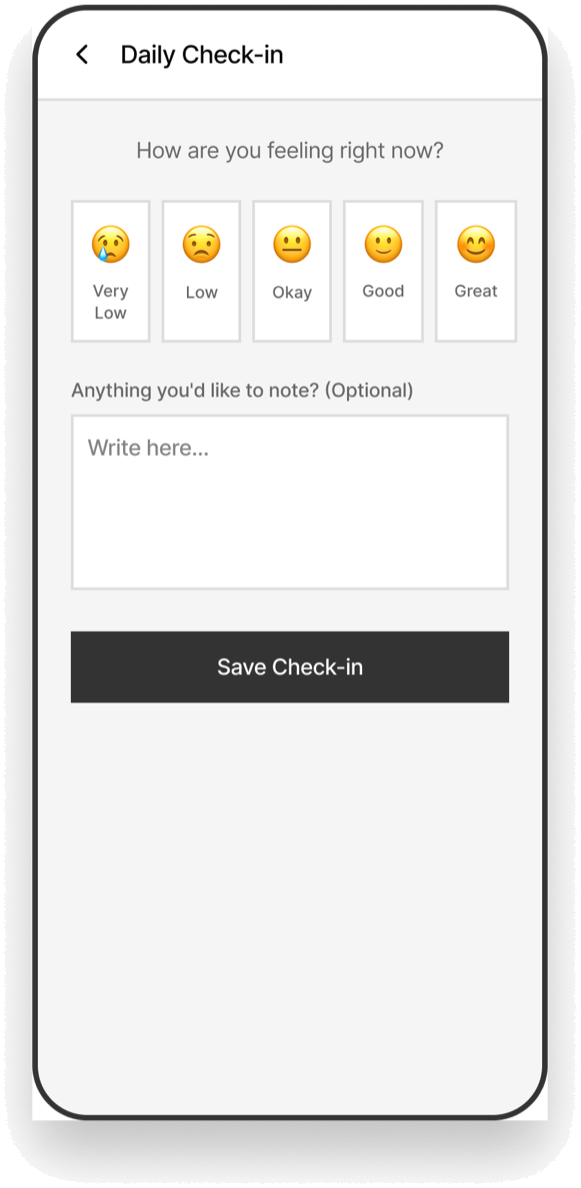 Daily Check-in
How are you feeling right now?
Very
Low
Low
Okay
Good
Great
Anything you'd like to note? (Optional)
Write here...
Save Check-in